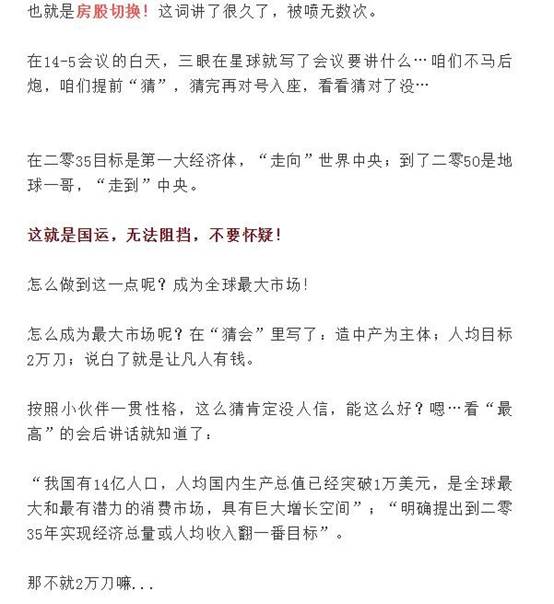 也就是房股切换！这词讲了很久了，被喷无数次。
在14-5会议的白天，三眼在星球就写了会议要讲什么…咱们不马后
炮，咱们提前“猜”，猜完再对号入座，看看猜对了没…
在二零35目标是第一大经济体，“走向”世界中央；到了二零50是地
球一哥，“走到”中央。
这就是国运，无法阻挡，不要怀疑！
怎么做到这一点呢？成为全球最大市场！
怎么成为最大市场呢？在“猜会”里写了：造中产为主体；人均目标
2万刀；说白了就是让凡人有钱。
按照小伙伴一贯性格，这么猜肯定没人信，能这么好？嗯…看“最
高”的会后讲话就知道了：
“我国有14亿人口，人均国内生产总值已经突破1万美元，是全球最
大和最有潜力的消费市场，具有巨大增长空间”；“明确提出到二零
35年实现经济总量或人均收入翻一番目标”。
那不就2万刀嘛...